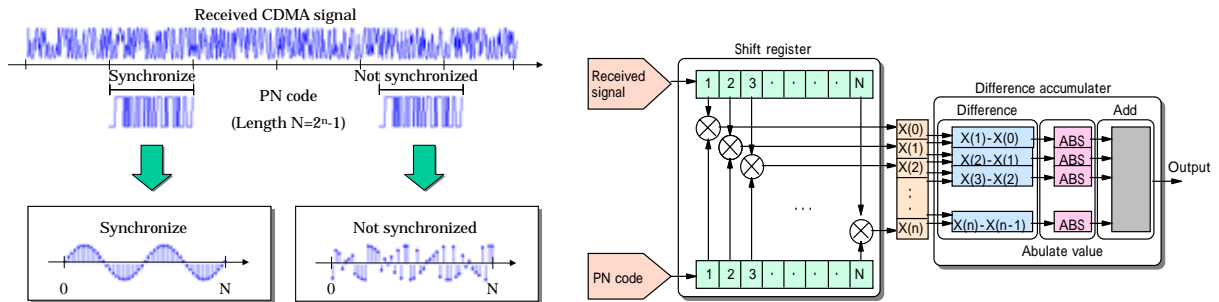 Received CDMA signal
Synchronize
Not synchronized
PN code
(Length N=2ⁿ-1)
Synchronize
0
N
Not synchronized
0
N
Shift register
Received
signal
1 2 3 · · · · N
PN code
1 2 3 · · · · N
...
X(0)
X(1)
X(2)
·
·
·
X(n)
Difference accumulater
Difference
Add
X(1)-X(0)
X(2)-X(1)
X(3)-X(2)
X(n)-X(n-1)
ABS
ABS
ABS
ABS
Abulate value
Output